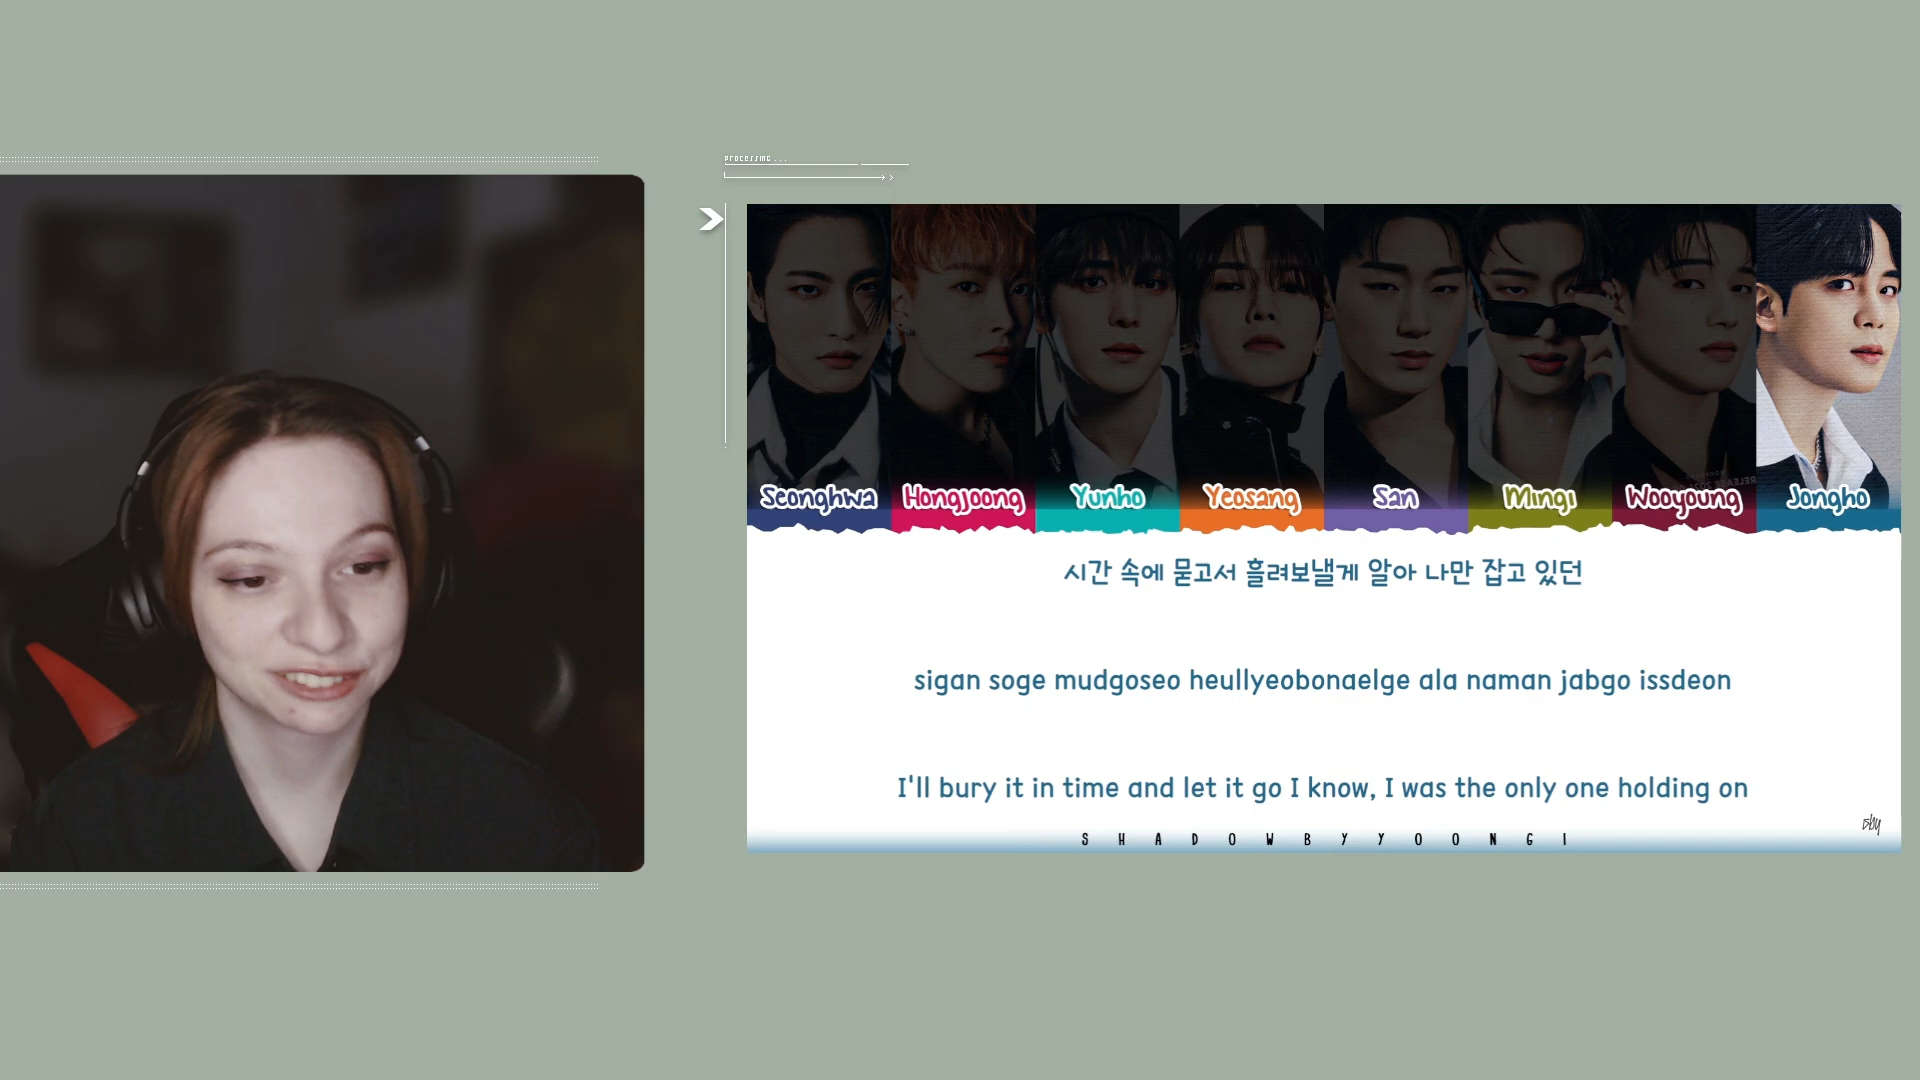 processing ...
Seonghwa Hongjoong Yunho Yeosang San Mingi Wooyoung Jongho
시간 속에 묻고서 흘려보낼게 알아 나만 잡고 있던
sigan soge mudgoseo heullyeobonaelge ala naman jabgo issdeon
I'll bury it in time and let it go I know, I was the only one holding on
sby
S H A D O W B Y Y O O N G I